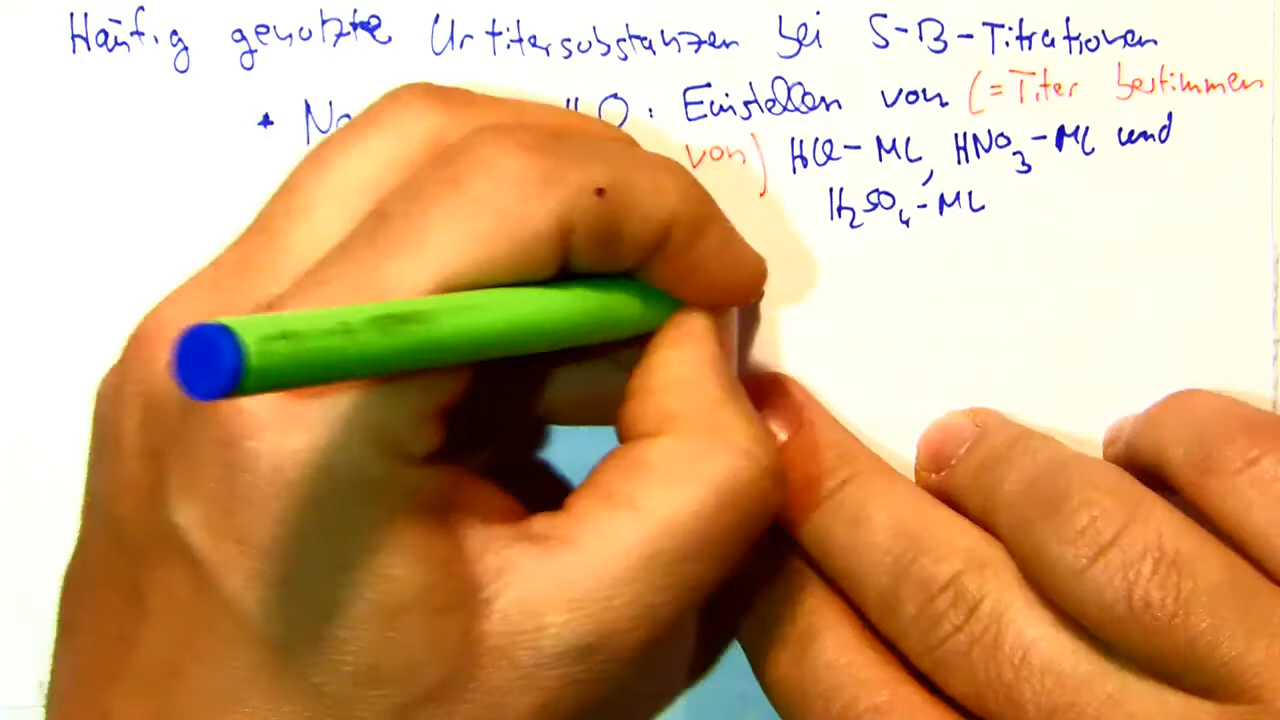 Häufig genutzte Urtitersubstanzen bei S-B-Titrationen
• Na H₂O: Einstellen von (= Titer bestimmen
von) HCl-ML, HNO₃-ML und
H₂SO₄-ML